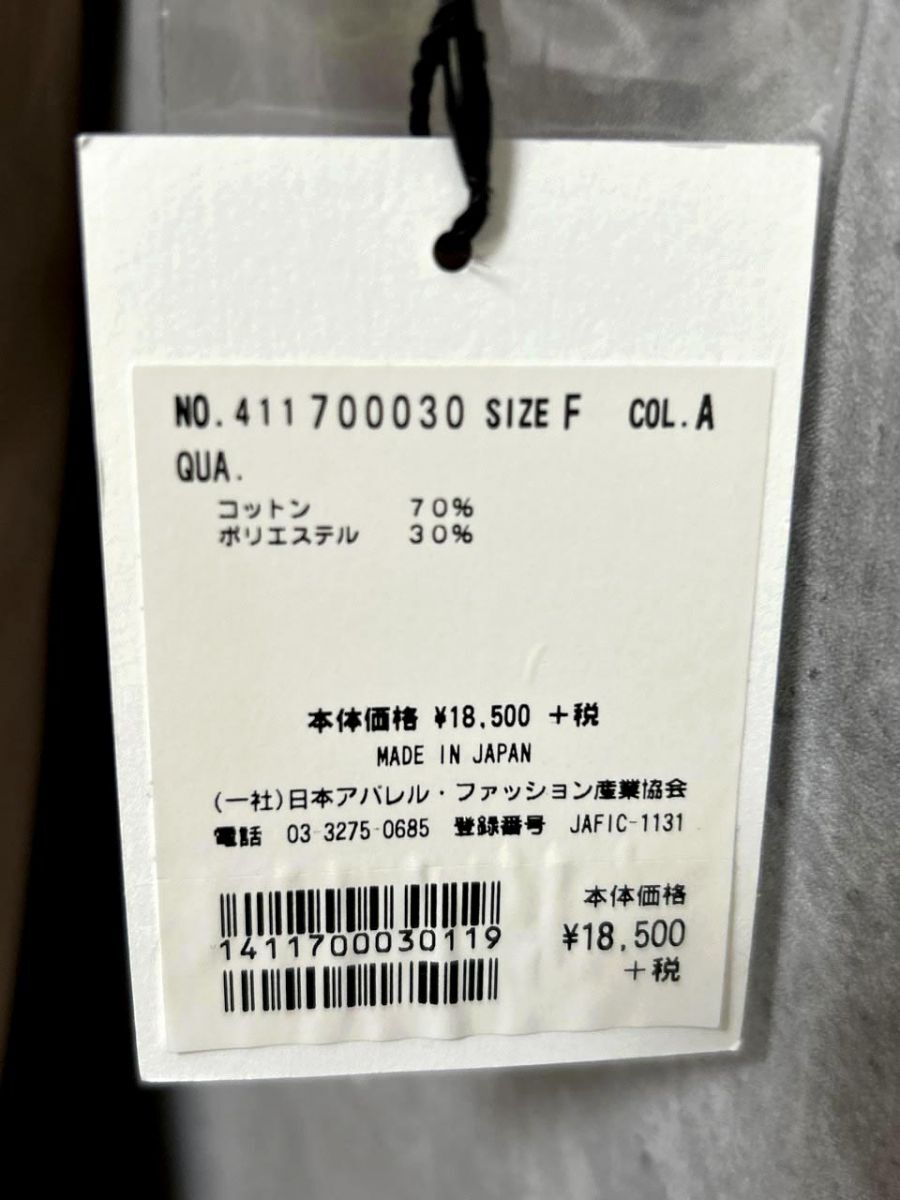 NO.411700030 SIZE F COL.A
QUA.
コットン 70%
ポリエステル 30%
本体価格 ¥18,500 +税
MADE IN JAPAN
(一社)日本アパレル・ファッション産業協会
電話 03-3275-0685 登録番号 JAFIC-1131
1411700030119
本体価格
¥18,500
+税